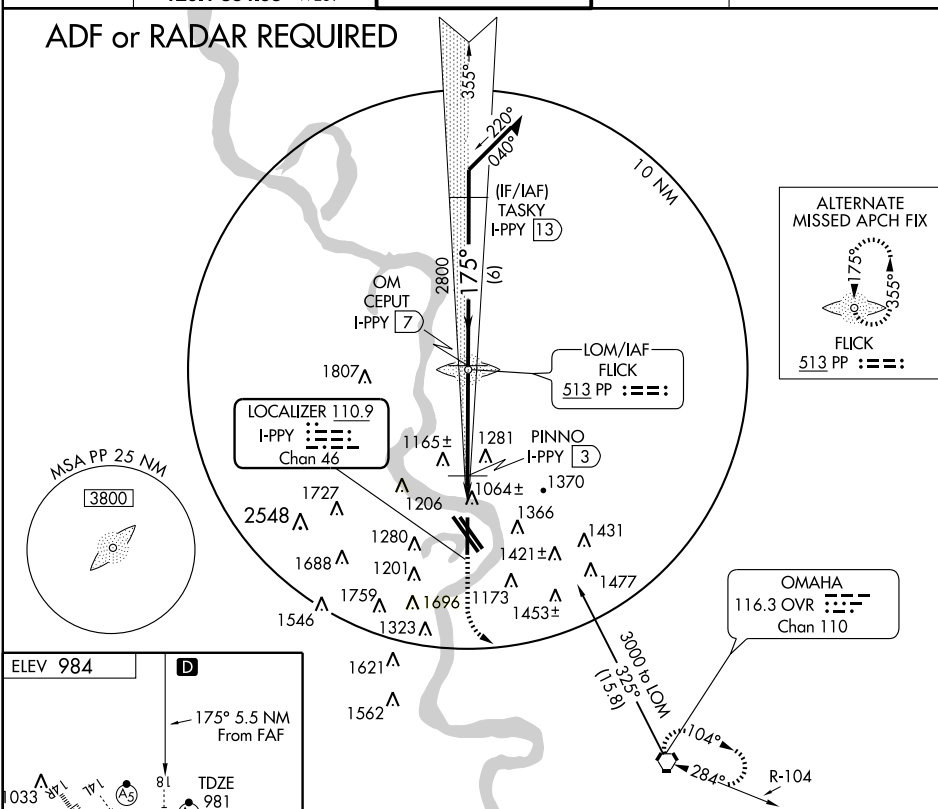 ADF or RADAR REQUIRED
355°
220°
040°
10 NM
(IF/IAF)
TASKY
I-PPY 13
2800
175°
(6)
OM
CEPUT
I-PPY 7
ALTERNATE
MISSED APCH FIX
175°
355°
FLICK
513 PP
LOM/IAF
FLICK
513 PP
1807
LOCALIZER 110.9
I-PPY
Chan 46
1165±
1281
PINNO
I-PPY 3
MSA PP 25 NM
3800
1727
1206
1064±
1370
2548
1366
1280
1431
1688
1421±
1201
1477
1759
1696
1173
1546
1453±
1323
OMAHA
116.3 OVR
Chan 110
1621
3000 to LOM
325°
(15.8)
1562
104°
284°
R-104
ELEV 984
D
175° 5.5 NM
From FAF
1033
14R
14L
A5
18
TDZE
981